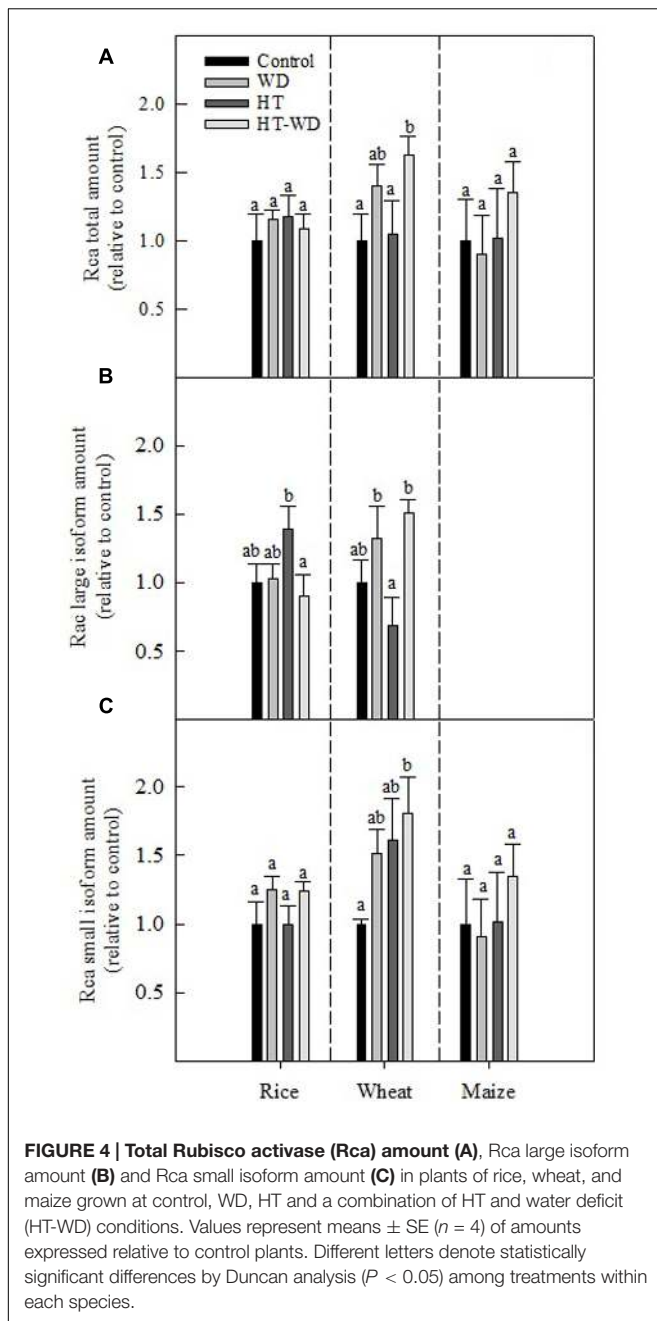 A
Control
WD
HT
HT-WD
2.0
1.5
1.0
0.5
Rca total amount
(relative to control)
a a a a
a ab a b
a a a a
B
2.0
1.5
1.0
0.5
Rac large isoform amount
(relative to control)
ab ab b a
ab b a b
C
2.0
1.5
1.0
0.5
Rca small isoform amount
(relative to control)
a a a a
a ab ab b
a a a a
Rice Wheat Maize
FIGURE 4 | Total Rubisco activase (Rca) amount (A), Rca large isoform
amount (B) and Rca small isoform amount (C) in plants of rice, wheat, and
maize grown at control, WD, HT and a combination of HT and water deficit
(HT-WD) conditions. Values represent means ± SE (n = 4) of amounts
expressed relative to control plants. Different letters denote statistically
significant differences by Duncan analysis (P < 0.05) among treatments within
each species.